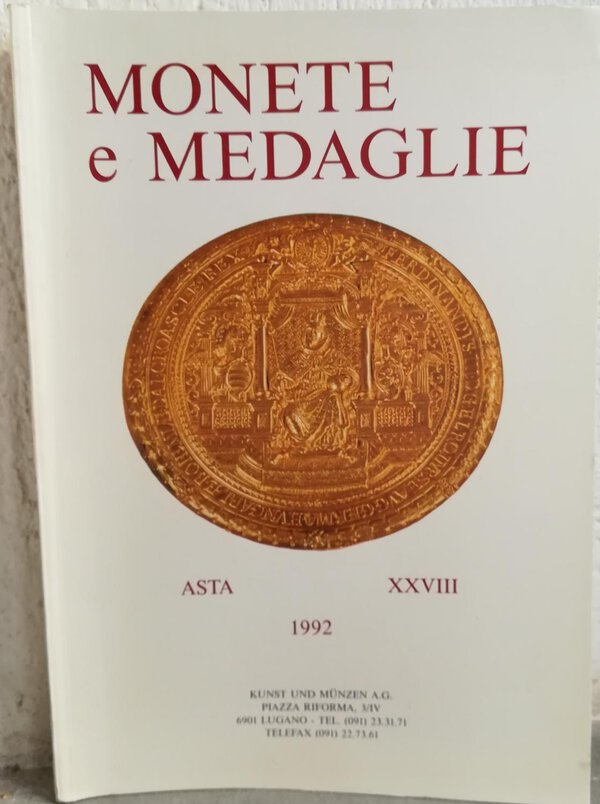 MONETE
e MEDAGLIE
ASTA XXVIII
1992
KUNST UND MÜNZEN A.G.
PIAZZA RIFORMA, 3/IV
6901 LUGANO - TEL. (091) 23.31.71
TELEFAX (091) 22.73.61